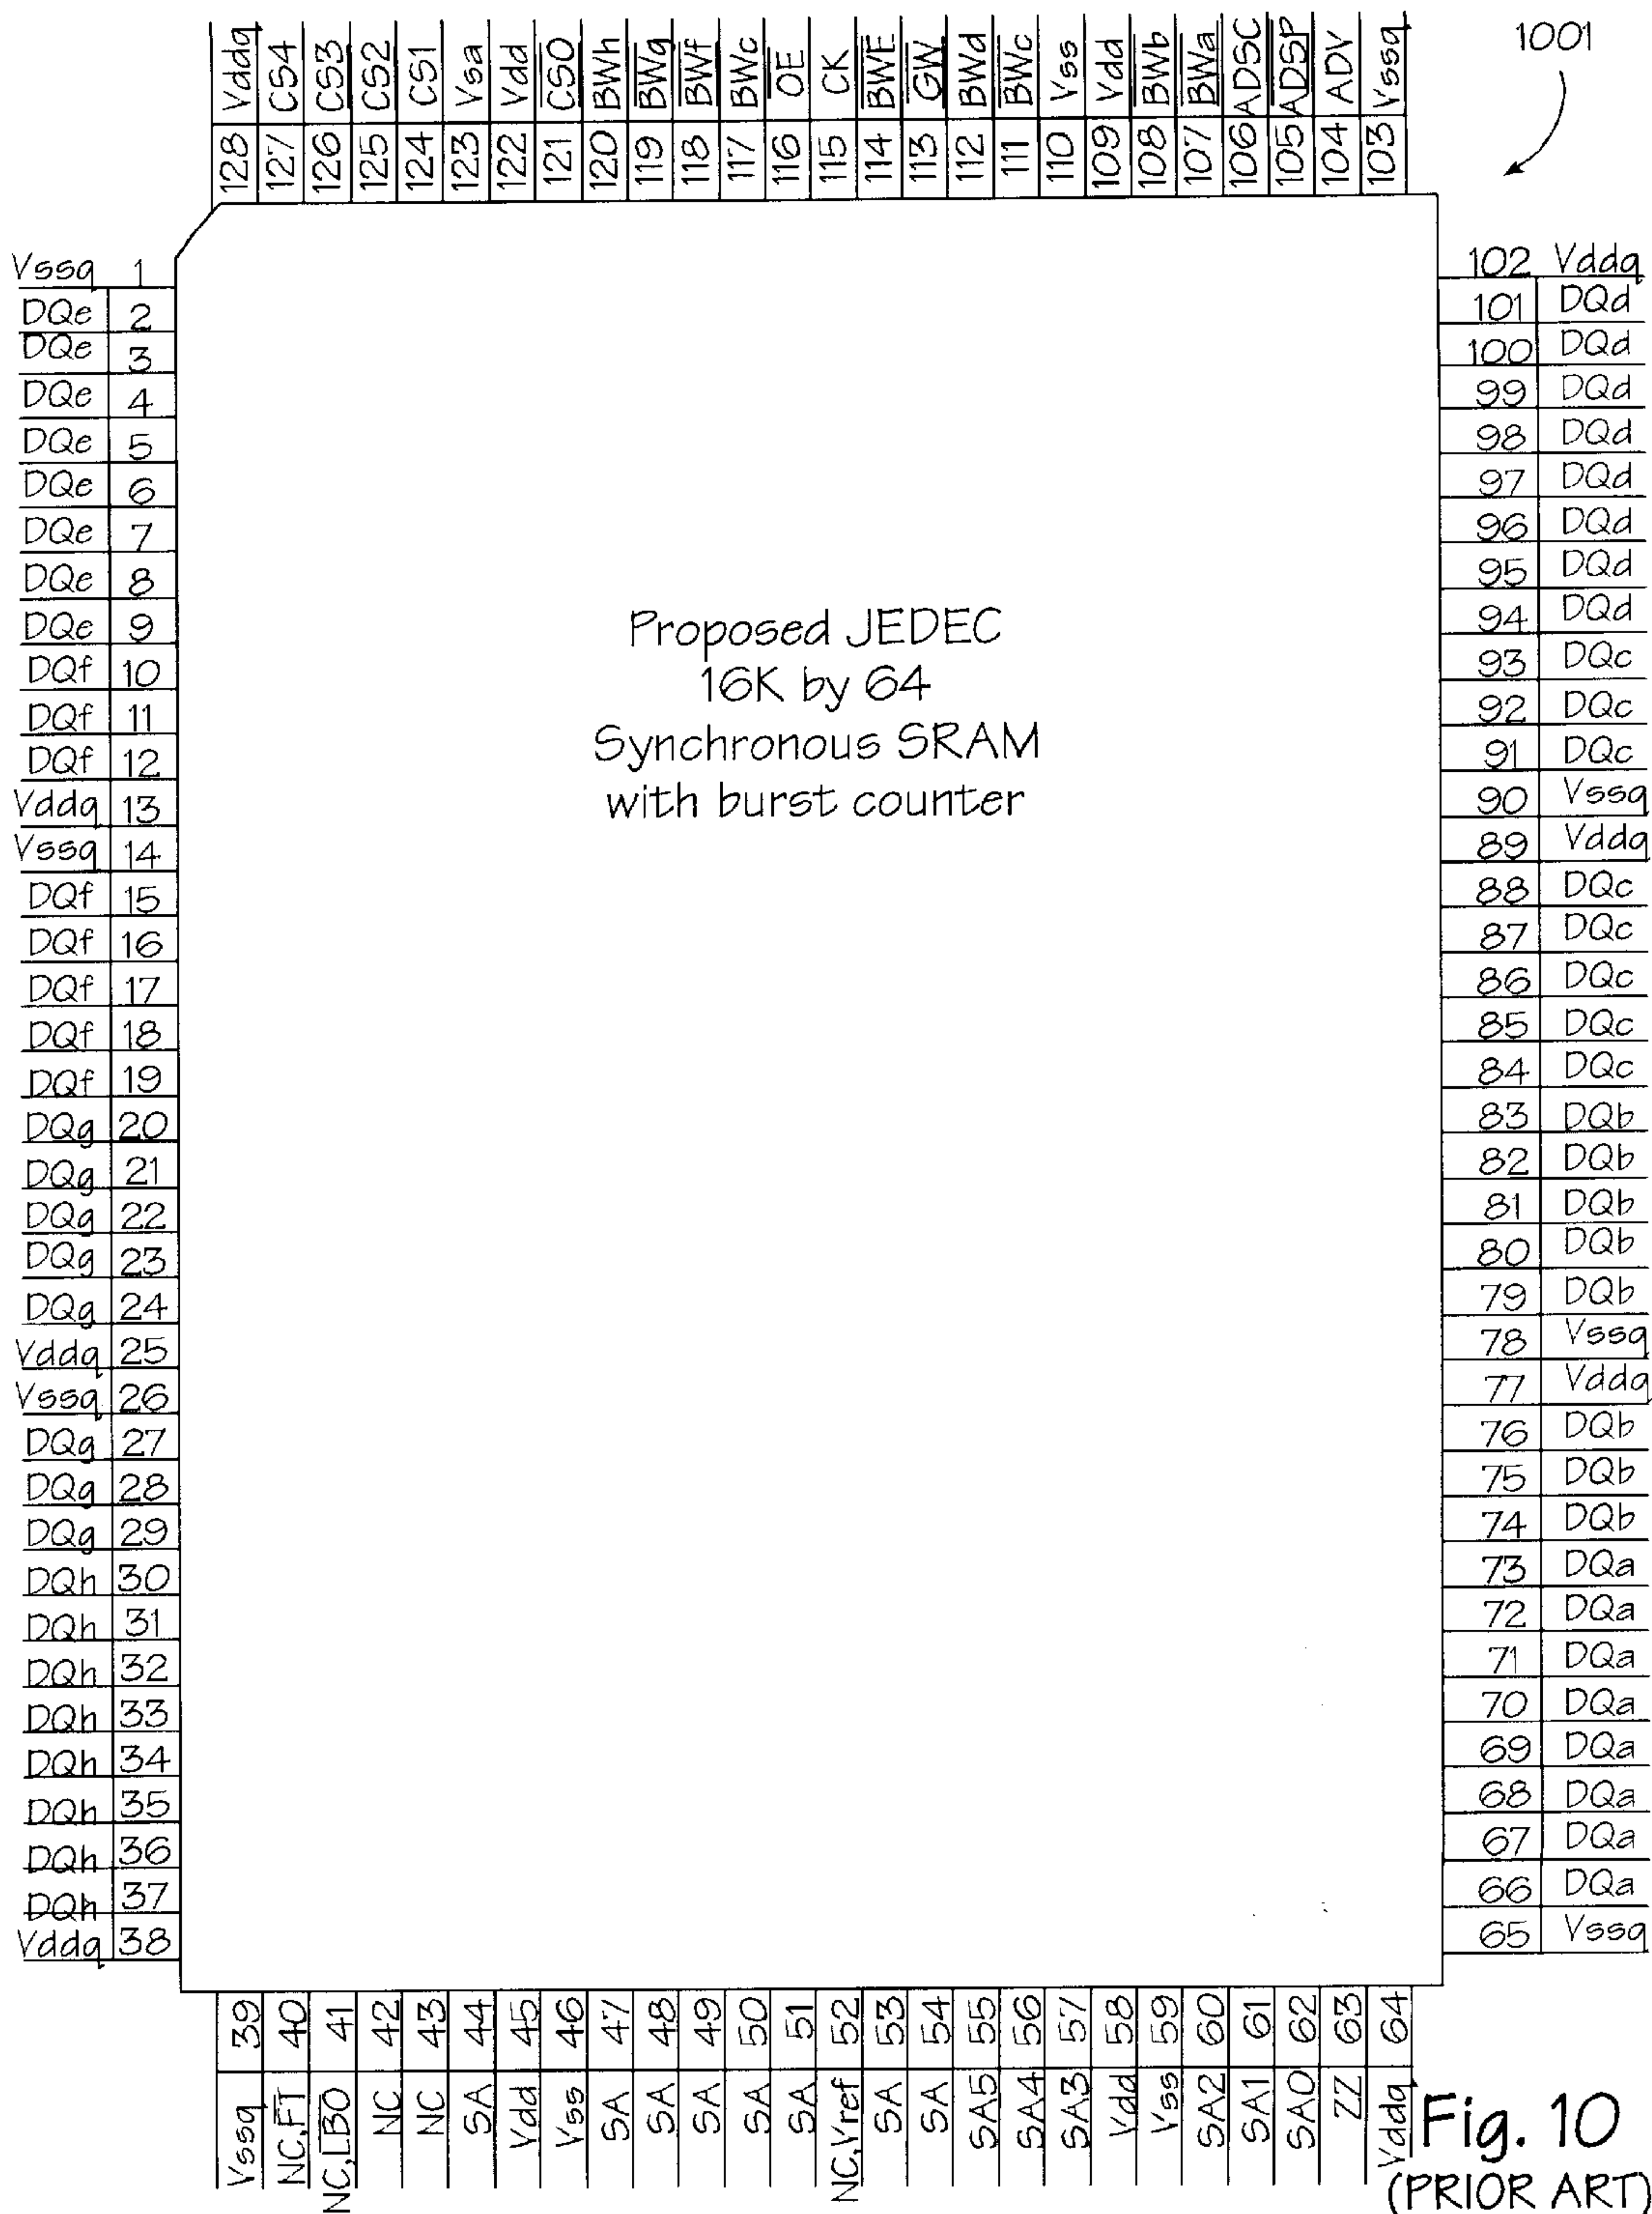 128 Vddq
127 CS4
126 CS3
125 CS2
124 CS1
123 Vsa
122 Vdd
121 CSO
120 BWh
119 BWg
118 BWf
117 BWc
116 OE
115 CK
114 BWE
113 GW
112 BWd
111 BWc
110 Vss
109 Vdd
108 BWb
107 BWa
106 ADSC
105 ADSP
104 ADV
103 Vssq
1001
Vssq 1
DQe 2
DQe 3
DQe 4
DQe 5
DQe 6
DQe 7
DQe 8
DQe 9
DQf 10
DQf 11
DQf 12
Vddq 13
Vssq 14
DQf 15
DQf 16
DQf 17
DQf 18
DQf 19
DQg 20
DQg 21
DQg 22
DQg 23
DQg 24
Vddq 25
Vssq 26
DQg 27
DQg 28
DQg 29
DQh 30
DQh 31
DQh 32
DQh 33
DQh 34
DQh 35
DQh 36
DQh 37
Vddq 38
Proposed JEDEC
16K by 64
Synchronous SRAM
with burst counter
102 Vddq
101 DQd
100 DQd
99 DQd
98 DQd
97 DQd
96 DQd
95 DQd
94 DQd
93 DQc
92 DQc
91 DQc
90 Vssq
89 Vddq
88 DQc
87 DQc
86 DQc
85 DQc
84 DQc
83 DQb
82 DQb
81 DQb
80 DQb
79 DQb
78 Vssq
77 Vddq
76 DQb
75 DQb
74 DQb
73 DQa
72 DQa
71 DQa
70 DQa
69 DQa
68 DQa
67 DQa
66 DQa
65 Vssq
Vssq 39
NC,FT 40
NC,LBO 41
NC 42
NC 43
SA 44
Vdd 45
Vss 46
SA 47
SA 48
SA 49
SA 50
SA 51
NC,Vref 52
SA 53
SA 54
SA5 55
SA4 56
SA3 57
Vdd 58
Vss 59
SA2 60
SA1 61
SAO 62
ZZ 63
Vddq 64
Fig. 10
(PRIOR ART)